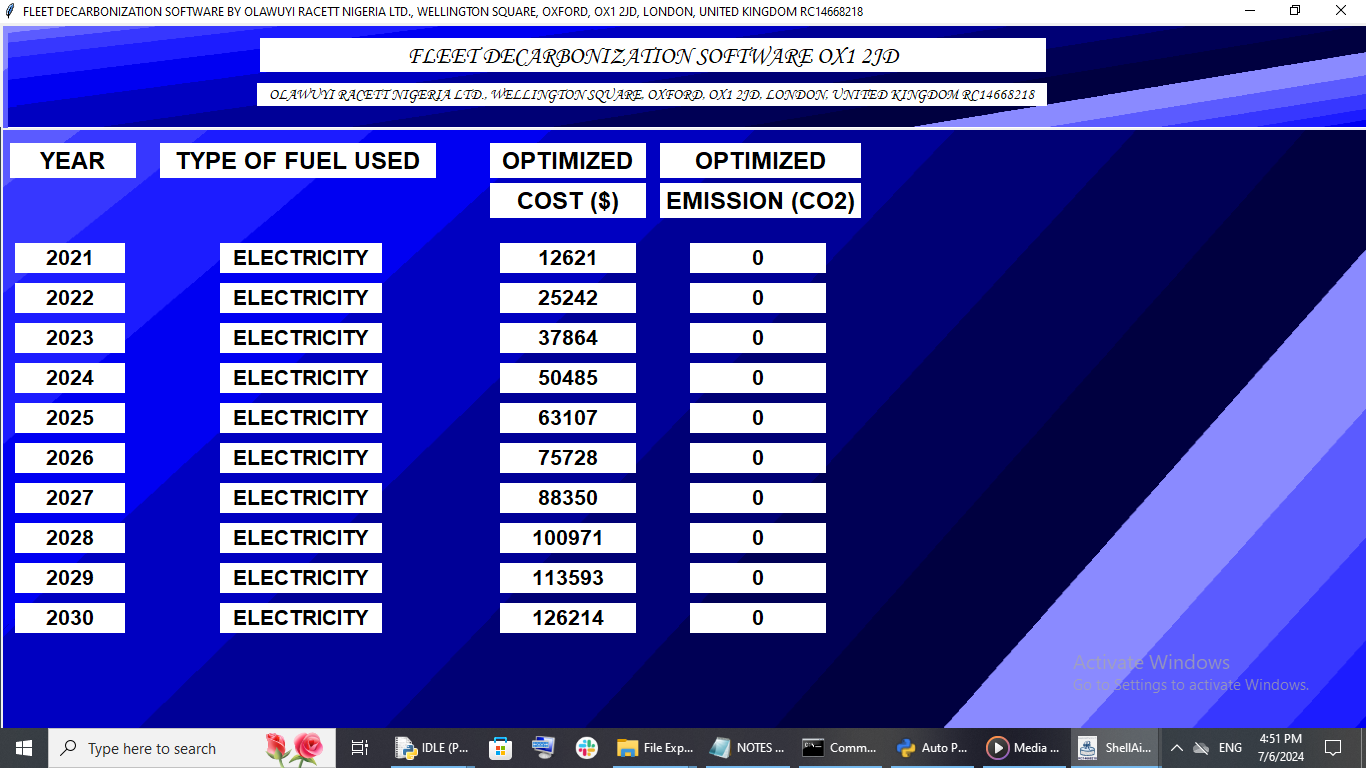 FLEET DECARBONIZATION SOFTWARE BY OLAWUYI RACETT NIGERIA LTD., WELLINGTON SQUARE, OXFORD, OX1 2JD, LONDON, UNITED KINGDOM RC14668218
FLEET DECARBONIZATION SOFTWARE OX1 2JD
OLAWUYI RACETT NIGERIA LTD., WELLINGTON SQUARE, OXFORD, OX1 2JD, LONDON, UNITED KINGDOM RC14668218
YEAR TYPE OF FUEL USED OPTIMIZED OPTIMIZED
COST ($) EMISSION (CO2)
2021 ELECTRICITY 12621 0
2022 ELECTRICITY 25242 0
2023 ELECTRICITY 37864 0
2024 ELECTRICITY 50485 0
2025 ELECTRICITY 63107 0
2026 ELECTRICITY 75728 0
2027 ELECTRICITY 88350 0
2028 ELECTRICITY 100971 0
2029 ELECTRICITY 113593 0
2030 ELECTRICITY 126214 0
Activate Windows
Go to Settings to activate Windows.
Type here to search IDLE (P... File Exp... NOTES ... Comm... Auto P... Media ... ShellAi... ENG 4:51 PM
7/6/2024